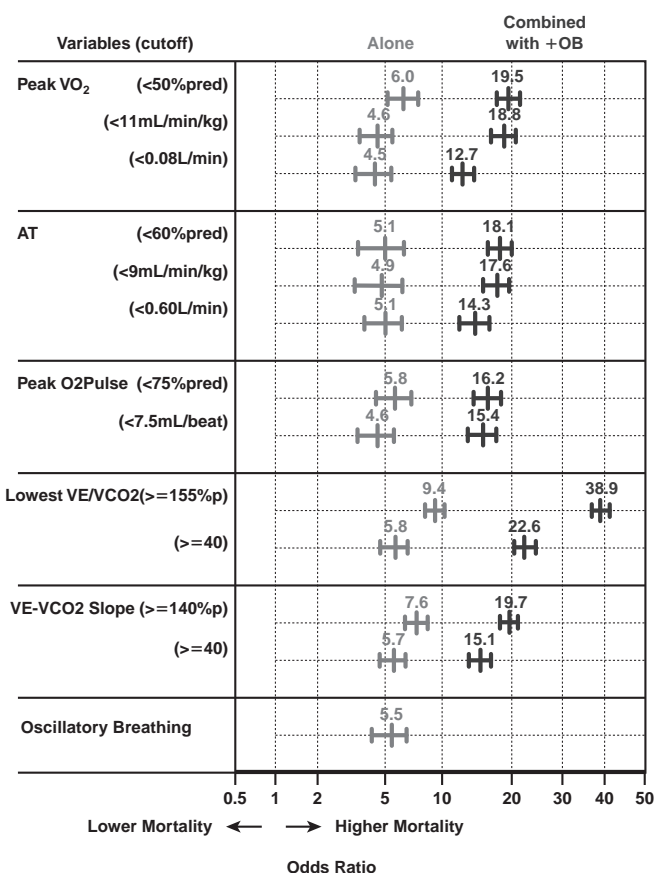 Variables (cutoff) Alone Combined with +OB
Peak VO2 (<50%pred) 6.0 19.5
(<11mL/min/kg) 4.6 18.8
(<0.08L/min) 4.5 12.7
AT (<60%pred) 5.1 18.1
(<9mL/min/kg) 4.9 17.6
(<0.60L/min) 5.1 14.3
Peak O2Pulse (<75%pred) 5.8 16.2
(<7.5mL/beat) 4.6 15.4
Lowest VE/VCO2(>=155%p) 9.4 38.9
(>=40) 5.8 22.6
VE-VCO2 Slope (>=140%p) 7.6 19.7
(>=40) 5.7 15.1
Oscillatory Breathing 5.5
0.5 1 2 5 10 20 30 40 50
Lower Mortality ← → Higher Mortality
Odds Ratio